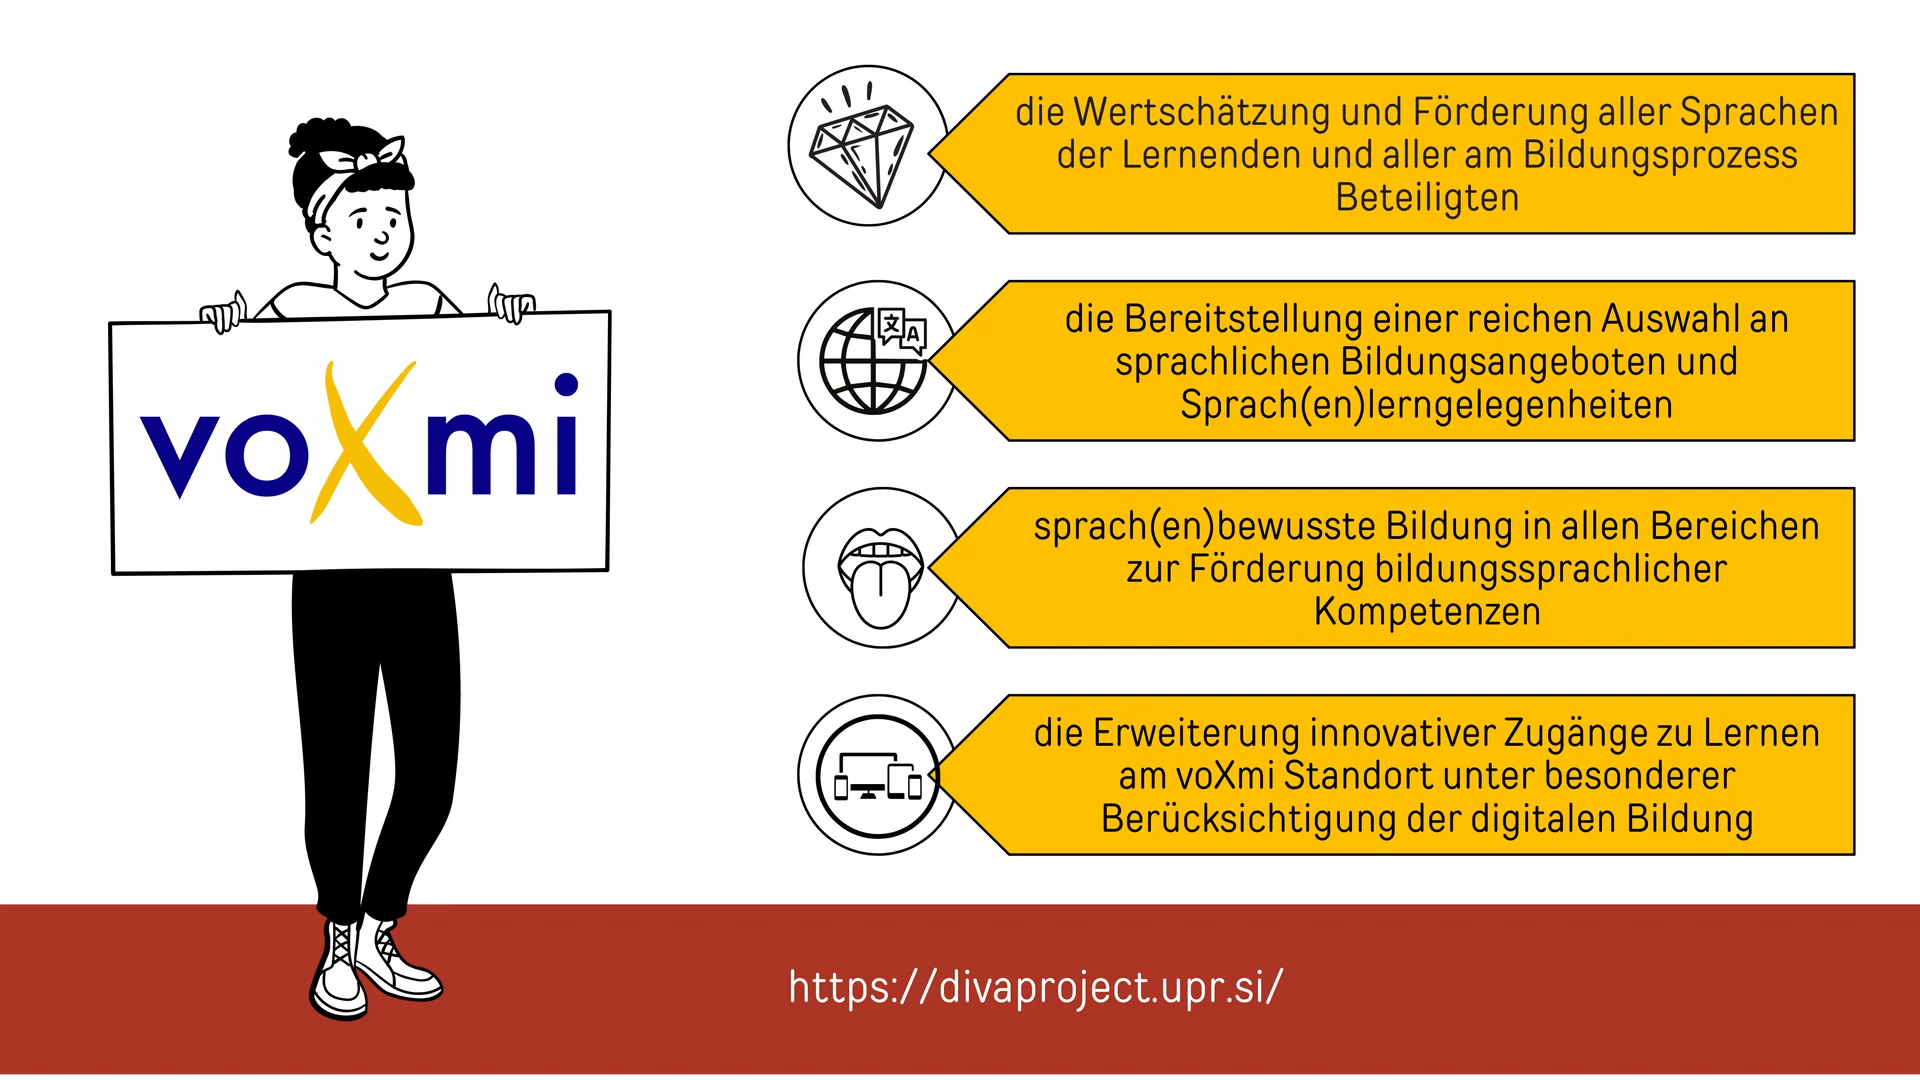 voXmi
die Wertschätzung und Förderung aller Sprachen
der Lernenden und aller am Bildungsprozess
Beteiligten
文
A
die Bereitstellung einer reichen Auswahl an
sprachlichen Bildungsangeboten und
Sprach(en)lerngelegenheiten
sprach(en)bewusste Bildung in allen Bereichen
zur Förderung bildungssprachlicher
Kompetenzen
die Erweiterung innovativer Zugänge zu Lernen
am voXmi Standort unter besonderer
Berücksichtigung der digitalen Bildung
https://divaproject.upr.si/